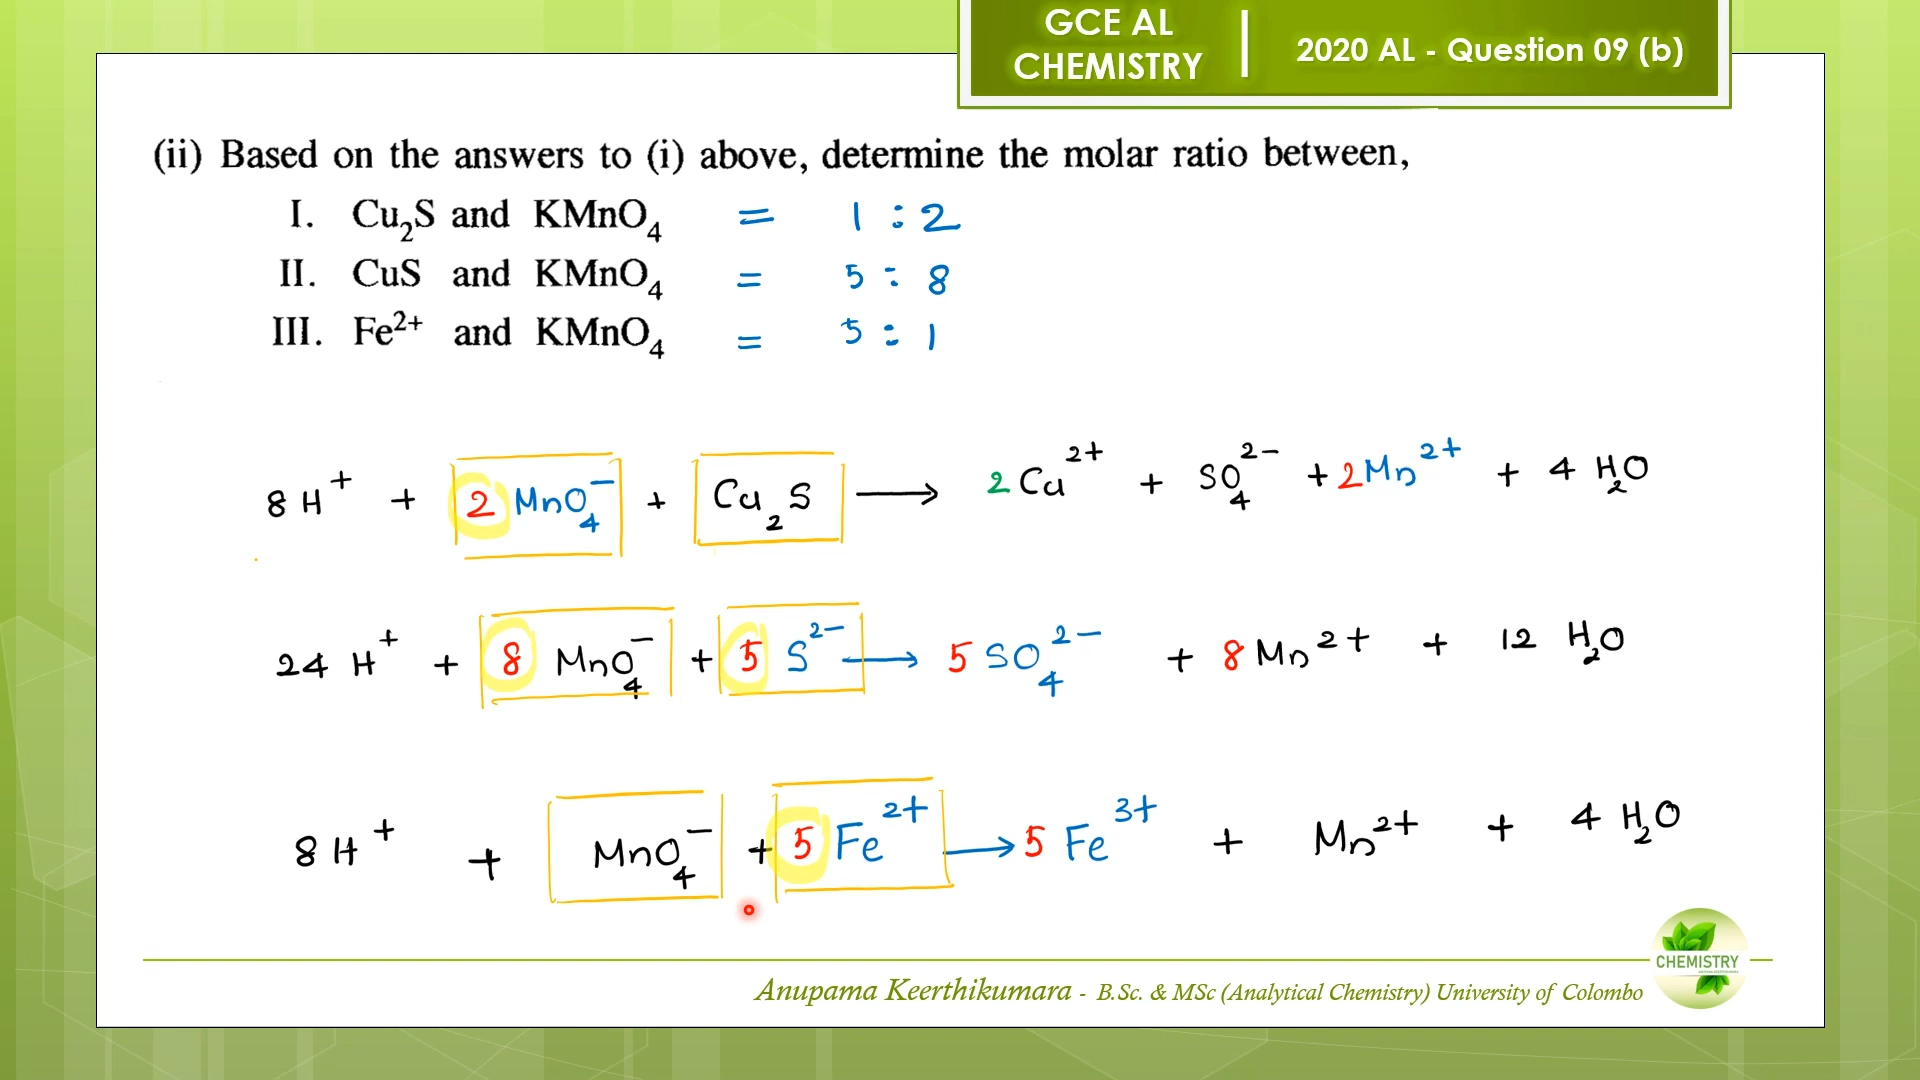 GCE AL
CHEMISTRY
2020 AL - Question 09 (b)
(ii) Based on the answers to (i) above, determine the molar ratio between,
I. Cu₂S and KMnO₄ = 1 : 2
II. CuS and KMnO₄ = 5 : 8
III. Fe²⁺ and KMnO₄ = 5 : 1
8 H⁺ + 2 MnO₄⁻ + Cu₂S → 2 Cu²⁺ + SO₄²⁻ + 2 Mn²⁺ + 4 H₂O
24 H⁺ + 8 MnO₄⁻ + 5 S²⁻ → 5 SO₄²⁻ + 8 Mn²⁺ + 12 H₂O
8 H⁺ + MnO₄⁻ + 5 Fe²⁺ → 5 Fe³⁺ + Mn²⁺ + 4 H₂O
CHEMISTRY
Anupama Keerthikumara - B.Sc. & MSc (Analytical Chemistry) University of Colombo